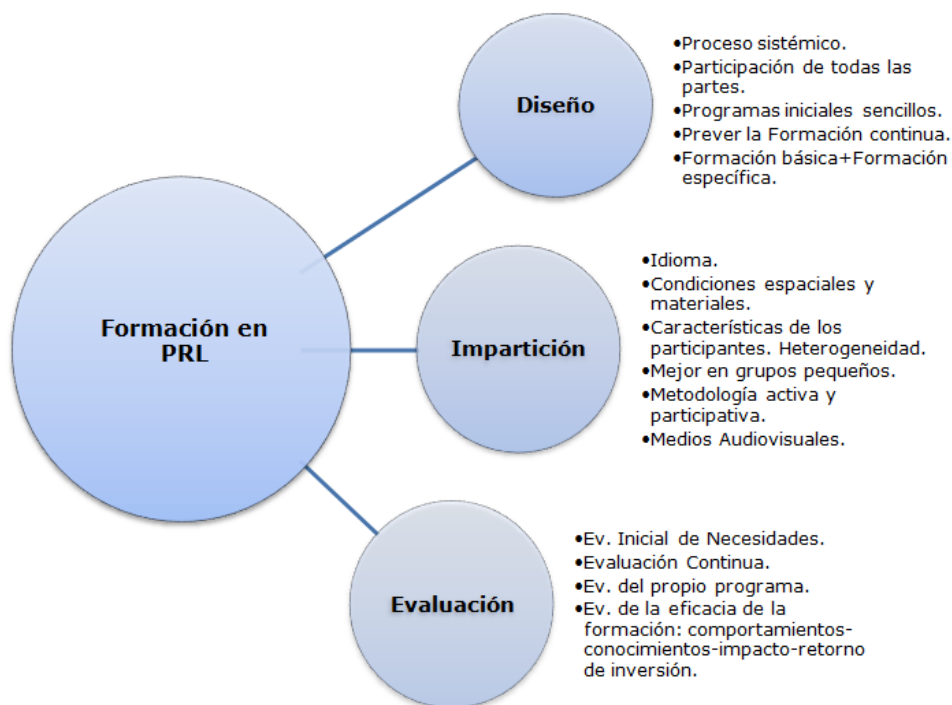 Formación en
PRL
Diseño
•Proceso sistémico.
•Participación de todas las
partes.
•Programas iniciales sencillos.
•Prever la Formación continua.
•Formación básica+Formación
específica.
Impartición
•Idioma.
•Condiciones espaciales y
materiales.
•Características de los
participantes. Heterogeneidad.
•Mejor en grupos pequeños.
•Metodología activa y
participativa.
•Medios Audiovisuales.
Evaluación
•Ev. Inicial de Necesidades.
•Evaluación Continua.
•Ev. del propio programa.
•Ev. de la eficacia de la
formación: comportamientos-
conocimientos-impacto-retorno
de inversión.